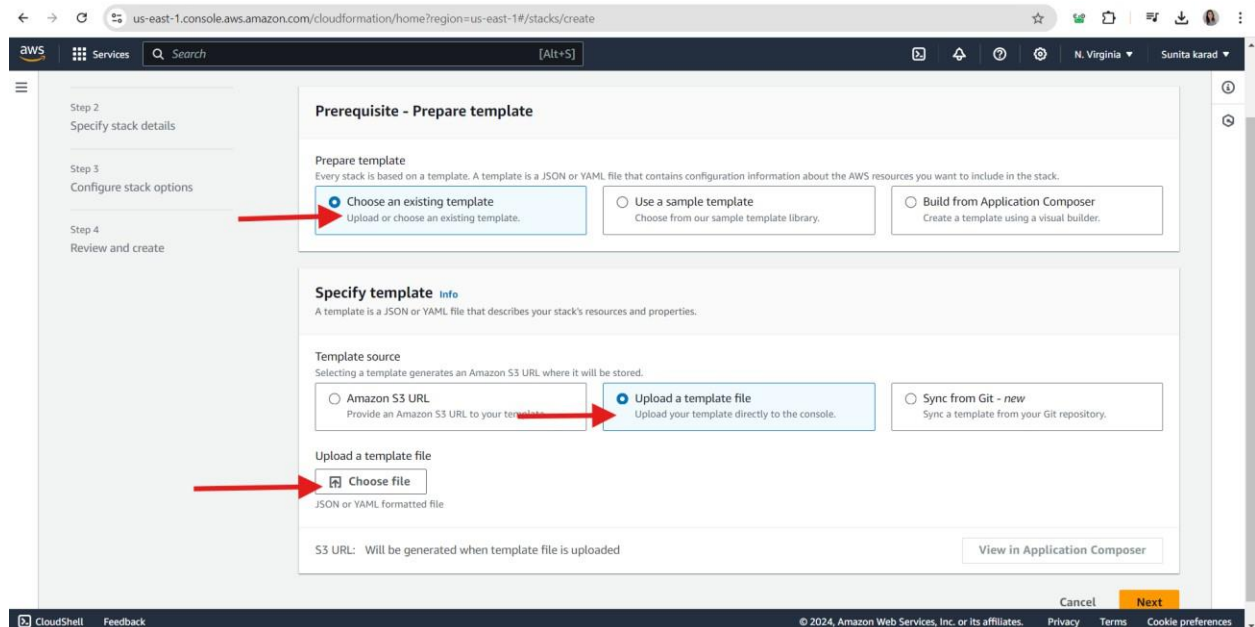 us-east-1.console.aws.amazon.com/cloudformation/home?region=us-east-1#/stacks/create
aws Services Search [Alt+S] N. Virginia Sunita karad
Step 2
Specify stack details
Step 3
Configure stack options
Step 4
Review and create
Prerequisite - Prepare template
Prepare template
Every stack is based on a template. A template is a JSON or YAML file that contains configuration information about the AWS resources you want to include in the stack.
Choose an existing template
Upload or choose an existing template.
Use a sample template
Choose from our sample template library.
Build from Application Composer
Create a template using a visual builder.
Specify template Info
A template is a JSON or YAML file that describes your stack's resources and properties.
Template source
Selecting a template generates an Amazon S3 URL where it will be stored.
Amazon S3 URL
Provide an Amazon S3 URL to your template.
Upload a template file
Upload your template directly to the console.
Sync from Git - new
Sync a template from your Git repository.
Upload a template file
Choose file
JSON or YAML formatted file
S3 URL: Will be generated when template file is uploaded
View in Application Composer
Cancel Next
CloudShell Feedback © 2024, Amazon Web Services, Inc. or its affiliates. Privacy Terms Cookie preferences